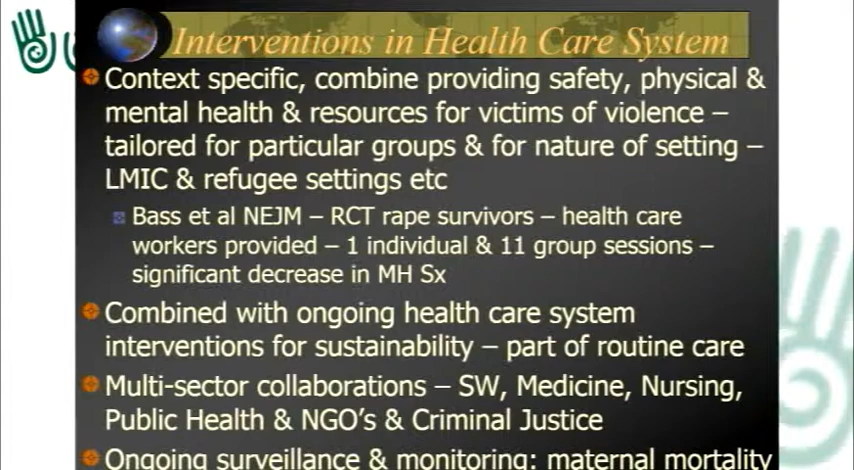 Interventions in Health Care System
Context specific, combine providing safety, physical &
mental health & resources for victims of violence –
tailored for particular groups & for nature of setting –
LMIC & refugee settings etc
Bass et al NEJM – RCT rape survivors – health care
workers provided – 1 individual & 11 group sessions –
significant decrease in MH Sx
Combined with ongoing health care system
interventions for sustainability – part of routine care
Multi-sector collaborations – SW, Medicine, Nursing,
Public Health & NGO's & Criminal Justice
Ongoing surveillance & monitoring: maternal mortality